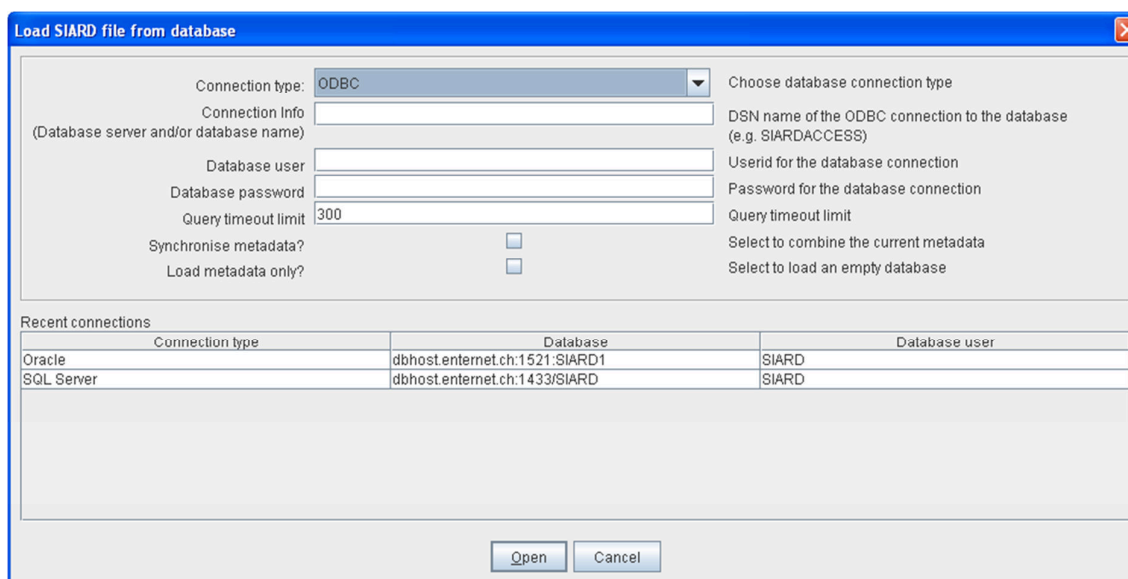 Load SIARD file from database
Connection type: ODBC Choose database connection type
Connection Info
(Database server and/or database name)
DSN name of the ODBC connection to the database
(e.g. SIARDACCESS)
Database user Userid for the database connection
Database password Password for the database connection
Query timeout limit 300 Query timeout limit
Synchronise metadata? Select to combine the current metadata
Load metadata only? Select to load an empty database
Recent connections
Connection type Database Database user
Oracle dbhost.enternet.ch:1521:SIARD1 SIARD
SQL Server dbhost.enternet.ch:1433/SIARD SIARD
Open Cancel